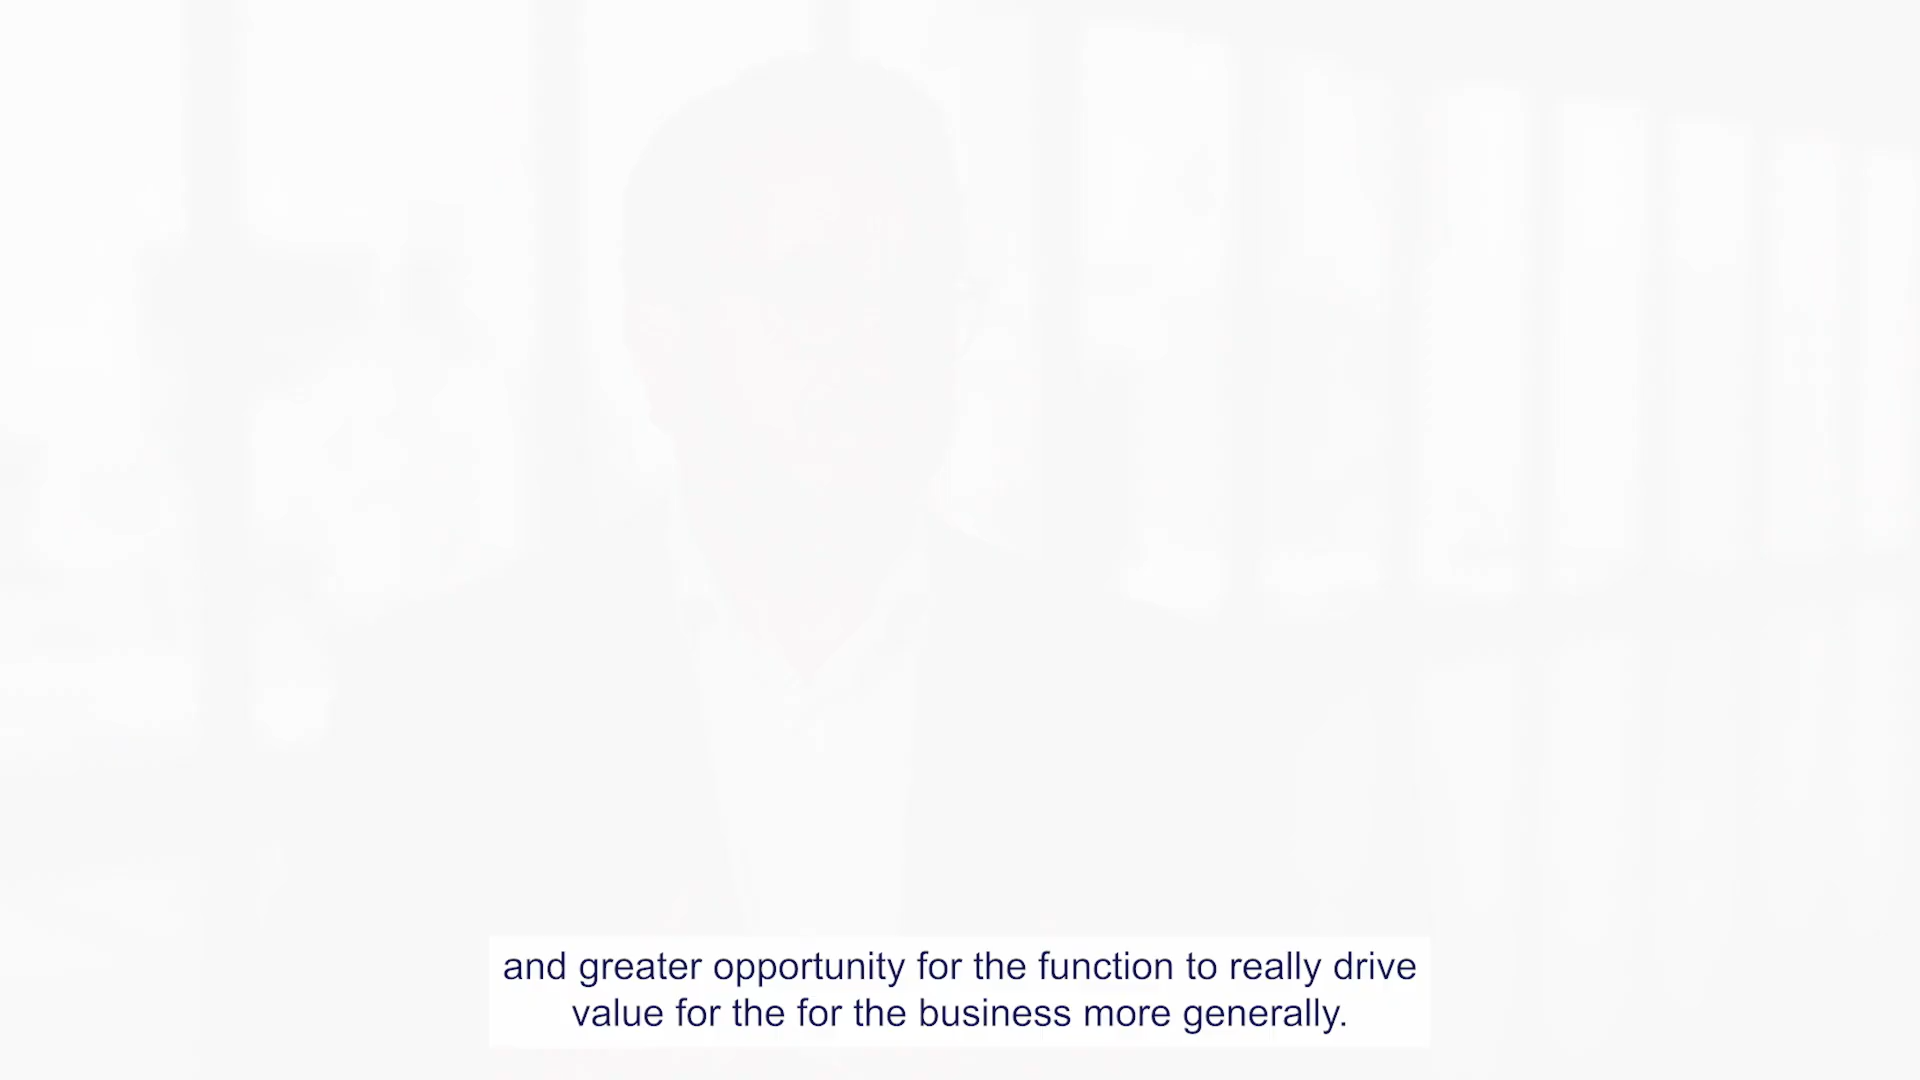 and greater opportunity for the function to really drive
value for the for the business more generally.